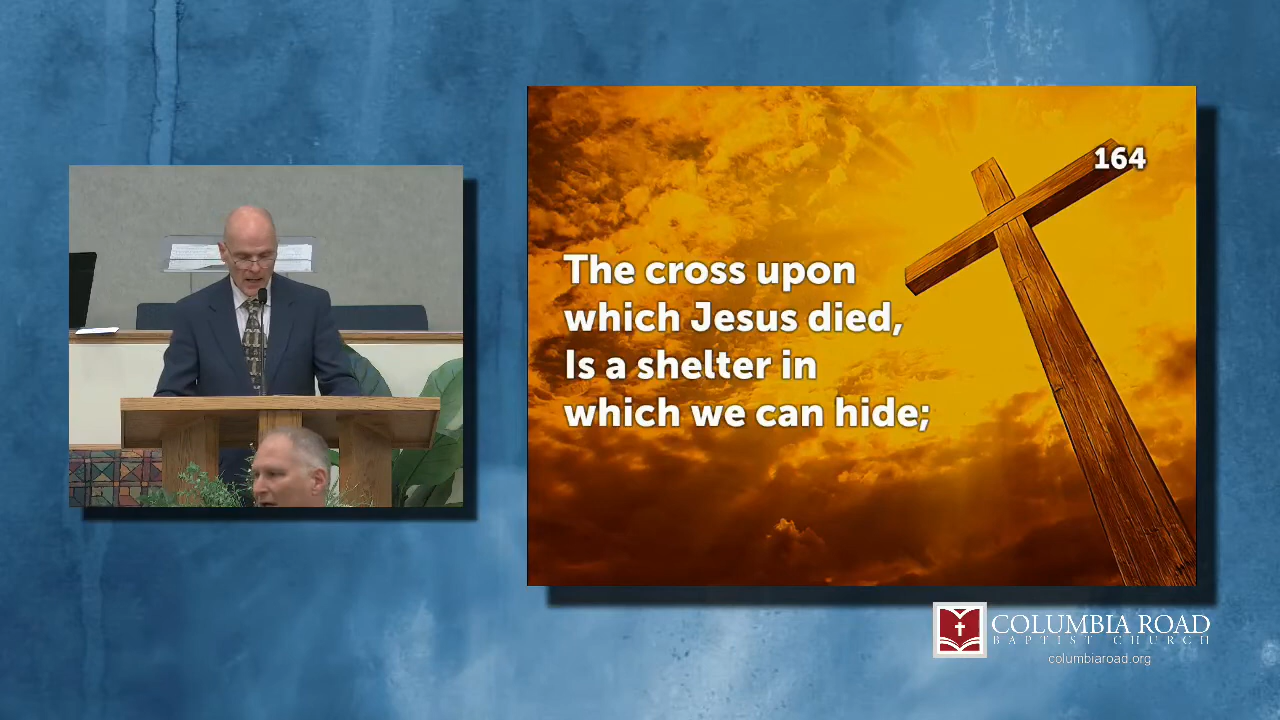 164
The cross upon
which Jesus died,
Is a shelter in
which we can hide;
COLUMBIA ROAD
BAPTIST CHURCH
columbiaroad.org